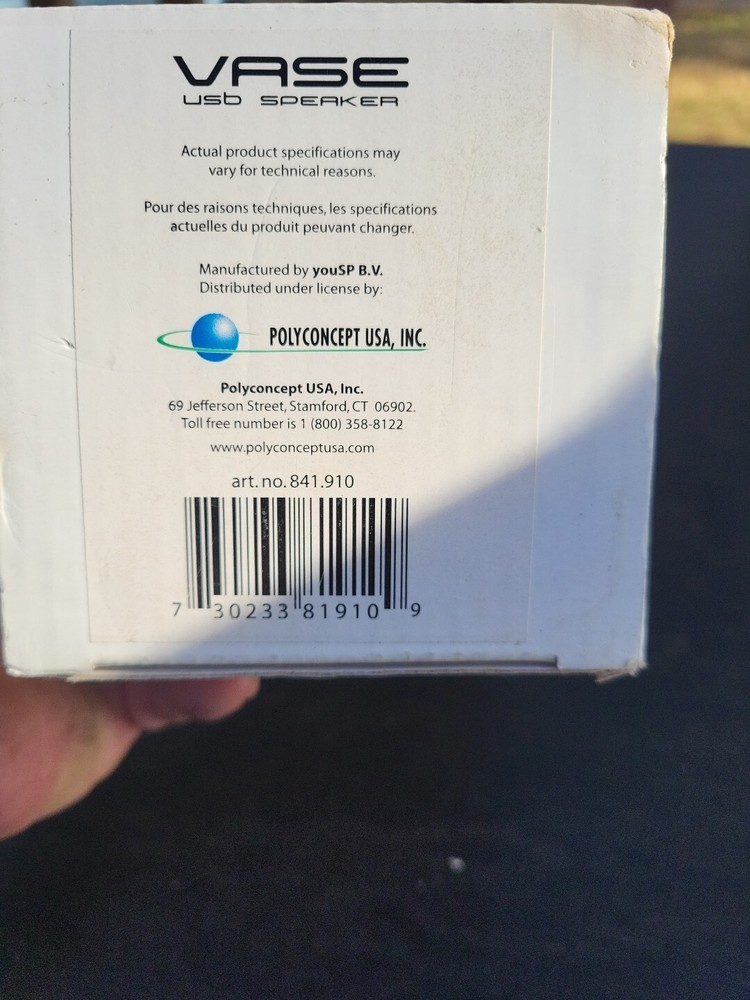 VASE
usb SPEAKER
Actual product specifications may
vary for technical reasons.
Pour des raisons techniques, les specifications
actuelles du produit peuvant changer.
Manufactured by youSP B.V.
Distributed under license by:
POLYCONCEPT USA, INC.
Polyconcept USA, Inc.
69 Jefferson Street, Stamford, CT 06902.
Toll free number is 1 (800) 358-8122
www.polyconceptusa.com
art. no. 841.910
7 30233 81910 9